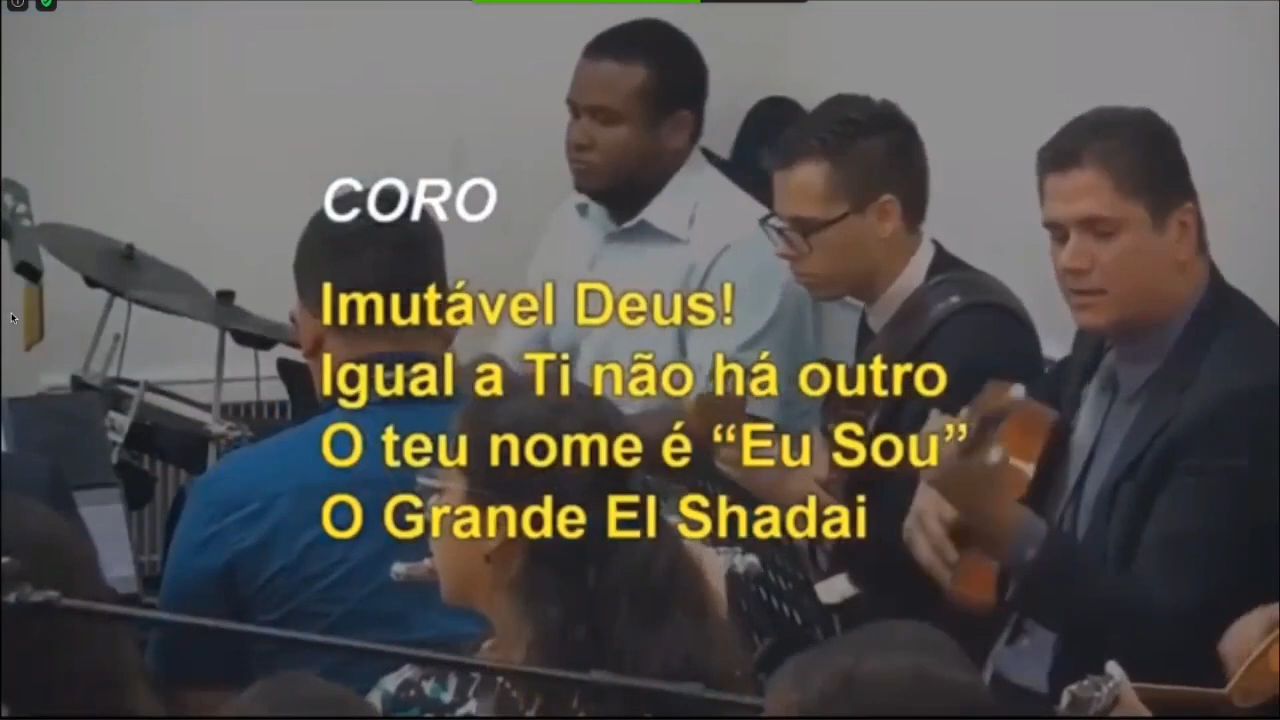 CORO
Imutável Deus!
Igual a Ti não há outro
O teu nome é “Eu Sou”
O Grande El Shadai